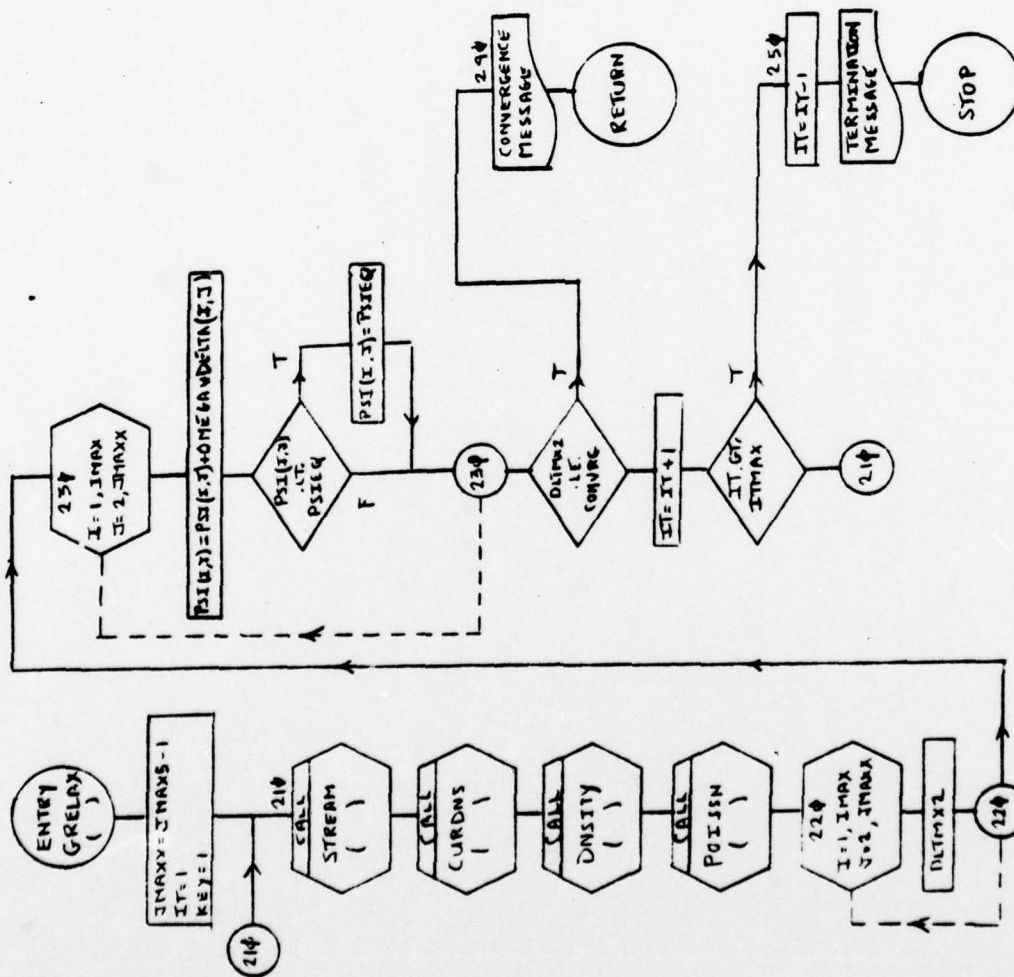 ENTRY
GRELAX
( )
JMAXX=JMAXS-1
IT=1
KEY=1
21φ
21φ
CALL
STREAM
( )
CALL
CURDNS
( )
CALL
DNSITY
( )
CALL
POISSN
( )
22φ
I=1,IMAX
J=2,JMAXX
DLTMX2
22φ
23φ
I=1,IMAX
J=2,JMAXX
PSI(I,J)=PSI(I,J)+OMEGA*DELTA(I,J)
PSI(I,J)
.LT.
PSIEQ
T
PSI(I,J)=PSIEQ
F
23φ
DLTMX2
.LE.
CONVRG
T
24φ
CONVERGENCE
MESSAGE
RETURN
IT=IT+1
IT.GT.
ITMAX
T
25φ
IT=IT-1
TERMINATION
MESSAGE
STOP
21φ